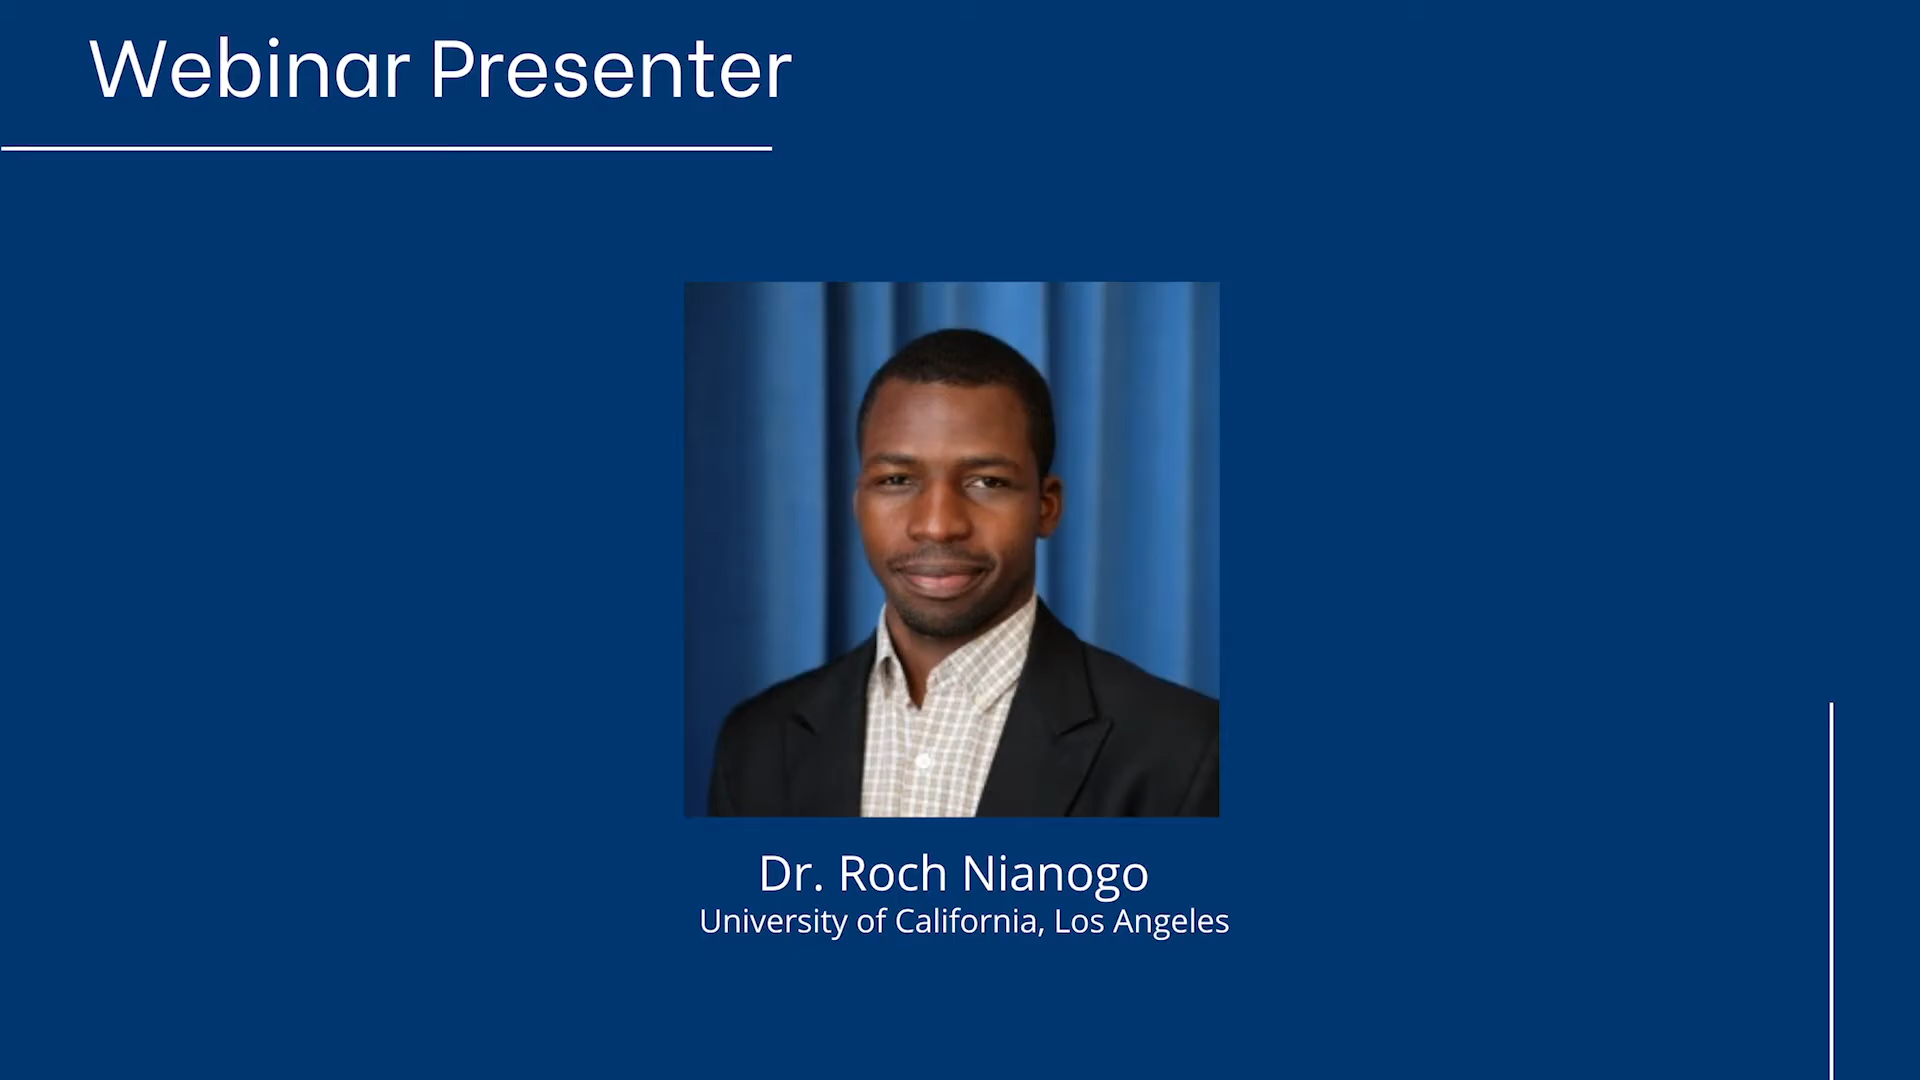 Webinar Presenter
Dr. Roch Nianogo
University of California, Los Angeles